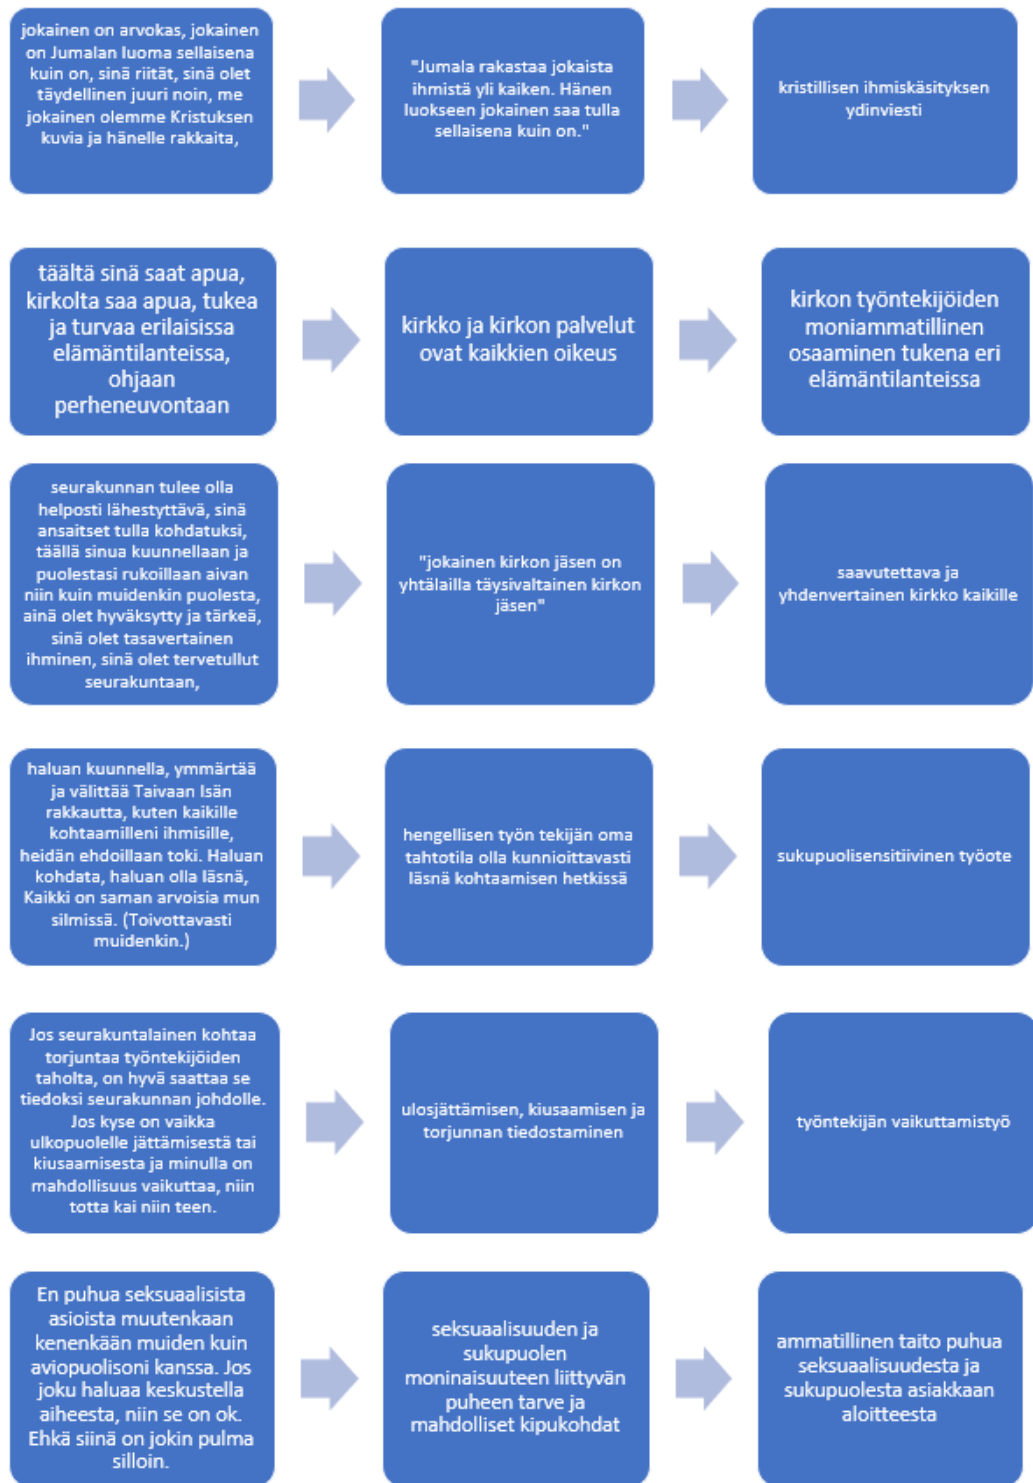 jokainen on arvokas, jokainen
on Jumalan luoma sellaisena
kuin on, sinä riität, sinä olet
täydellinen juuri noin, me
jokainen olemme Kristuksen
kuvia ja hänelle rakkaita,
"Jumala rakastaa jokaista
ihmistä yli kaiken. Hänen
luokseen jokainen saa tulla
sellaisena kuin on."
kristillisen ihmiskäsityksen
ydinviesti
täältä sinä saat apua,
kirkolta saa apua, tukea
ja turvaa erilaisissa
elämäntilanteissa,
ohjaan
perheneuvontaan
kirkko ja kirkon palvelut
ovat kaikkien oikeus
kirkon työntekijöiden
moniammatillinen
osaaminen tukena eri
elämäntilanteissa
seurakunnan tulee olla
helposti lähestyttävä, sinä
ansaitset tulla kohdatuksi,
täällä sinua kuunnellaan ja
puolestasi rukoillaan aivan
niin kuin muidenkin puolesta,
ainä olet hyväksytty ja tärkeä,
sinä olet tasavertainen
ihminen, sinä olet tervetullut
seurakuntaan,
"jokainen kirkon jäsen on
yhtälailla täysivaltainen kirkon
jäsen"
saavutettava ja
yhdenvertainen kirkko kaikille
haluan kuunnella, ymmärtää
ja välittää Taivaan Isän
rakkautta, kuten kaikille
kohtaamilleni ihmisille,
heidän ehdoillaan toki. Haluan
kohdata, haluan olla läsnä,
Kaikki on saman arvoisia mun
silmissä. (Toivottavasti
muidenkin.)
hengellisen työn tekijän oma
tahtotila olla kunnioittavasti
läsnä kohtaamisen hetkissä
sukupuolisensitiivinen työote
Jos seurakuntalainen kohtaa
torjuntaa työntekijöiden
taholta, on hyvä saattaa se
tiedoksi seurakunnan johdolle.
Jos kyse on vaikka
ulkopuolelle jättämisestä tai
kiusaamisesta ja minulla on
mahdollisuus vaikuttaa, niin
totta kai niin teen.
ulosjättämisen, kiusaamisen ja
torjunnan tiedostaminen
työntekijän vaikuttamistyö
En puhua seksuaalisista
asioista muutenkaan
kenenkään muiden kuin
aviopuolisoni kanssa. Jos
joku haluaa keskustella
aiheesta, niin se on ok.
Ehkä siinä on jokin pulma
silloin.
seksuaalisuuden ja
sukupuolen
moninaisuuteen liittyvän
puheen tarve ja
mahdolliset kipukohdat
ammatillinen taito puhua
seksuaalisuudesta ja
sukupuolesta asiakkaan
aloitteesta